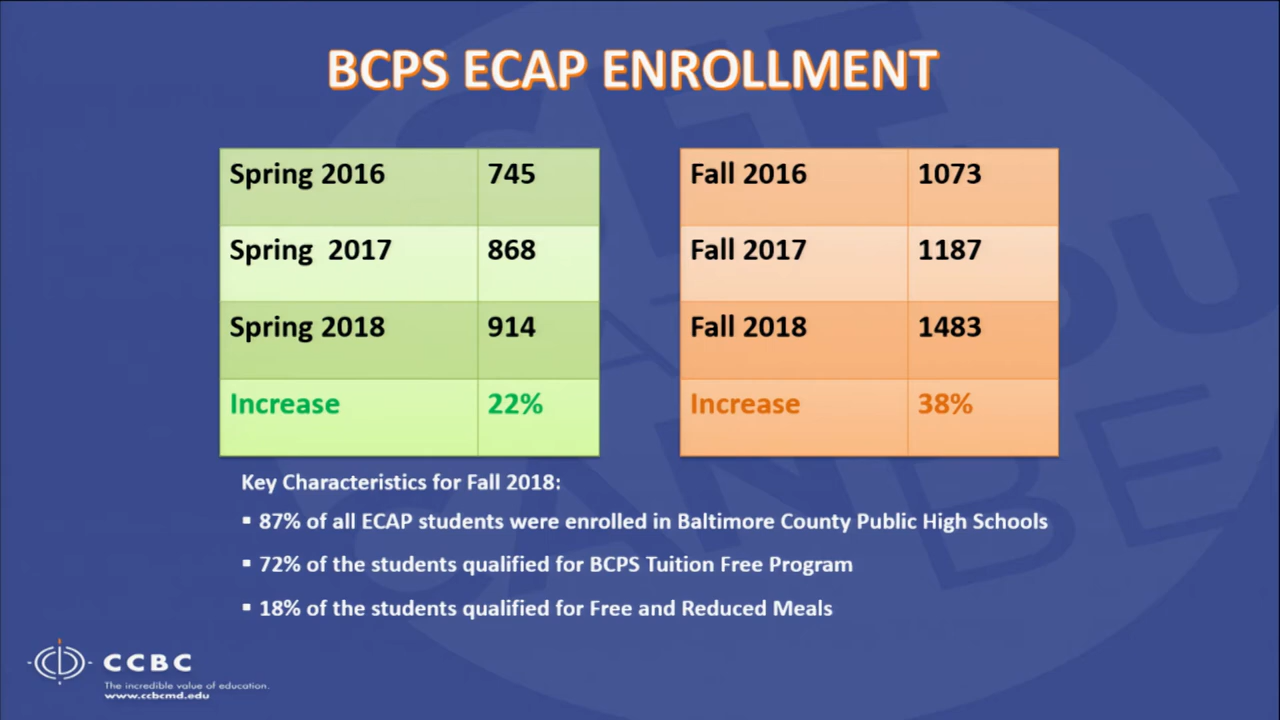 BCPS ECAP ENROLLMENT
Spring 2016 745
Spring 2017 868
Spring 2018 914
Increase 22%
Fall 2016 1073
Fall 2017 1187
Fall 2018 1483
Increase 38%
Key Characteristics for Fall 2018:
▪ 87% of all ECAP students were enrolled in Baltimore County Public High Schools
▪ 72% of the students qualified for BCPS Tuition Free Program
▪ 18% of the students qualified for Free and Reduced Meals
CCBC
The incredible value of education.
www.ccbcmd.edu